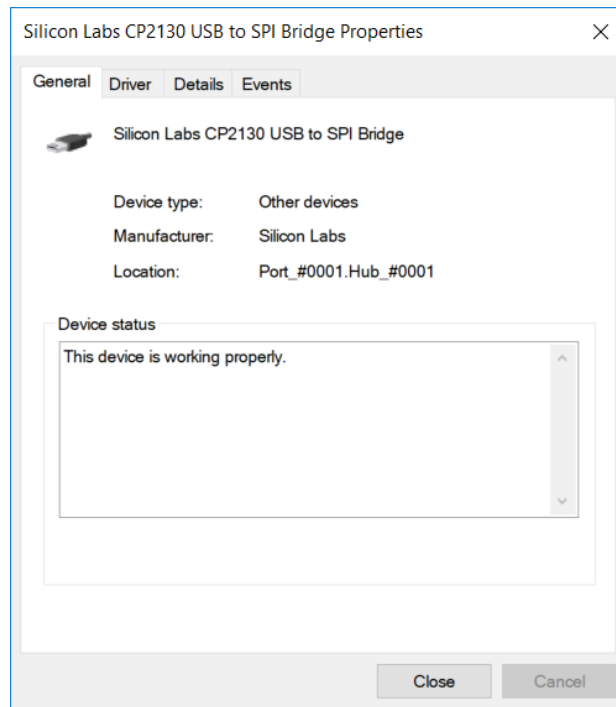 Silicon Labs CP2130 USB to SPI Bridge Properties
General Driver Details Events
Silicon Labs CP2130 USB to SPI Bridge
Device type: Other devices
Manufacturer: Silicon Labs
Location: Port_#0001.Hub_#0001
Device status
This device is working properly.
Close Cancel